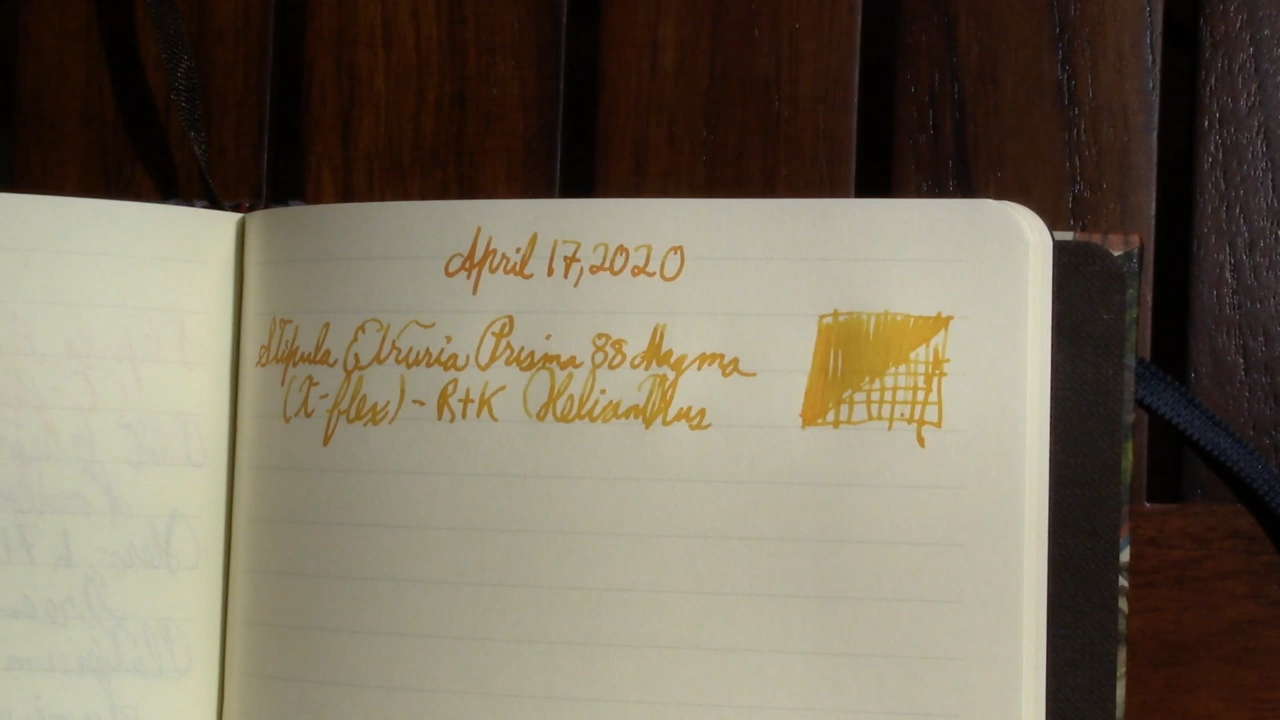 April 17, 2020
Stipula Etruria Prisma 88 Magma
(T-flex) - R+K Helianthus